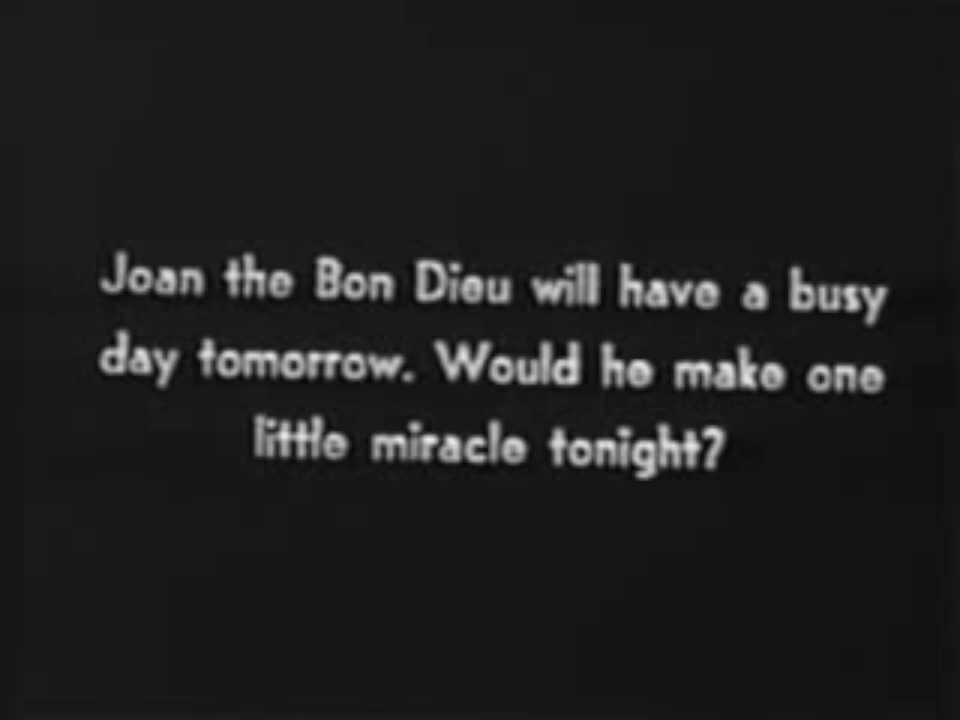 Joan the Bon Dieu will have a busy
day tomorrow. Would he make one
little miracle tonight?